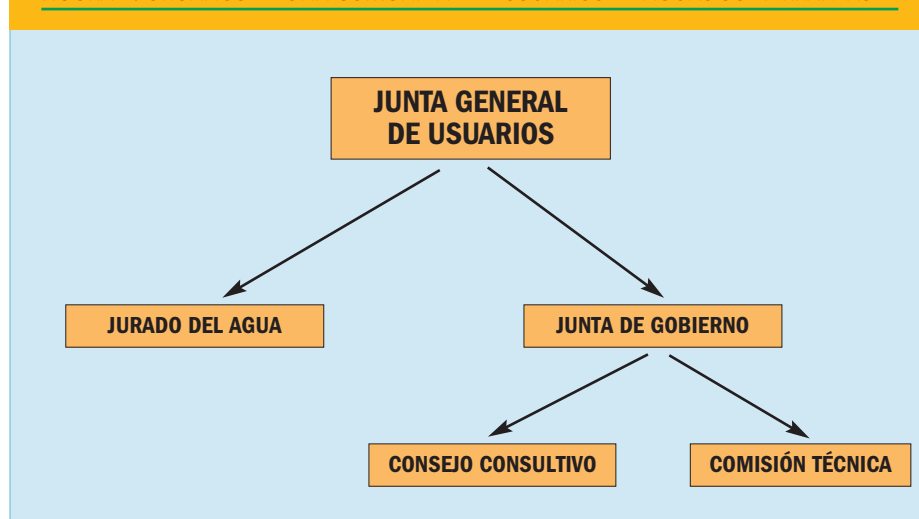 JUNTA GENERAL
DE USUARIOS
JURADO DEL AGUA
JUNTA DE GOBIERNO
CONSEJO CONSULTIVO
COMISIÓN TÉCNICA